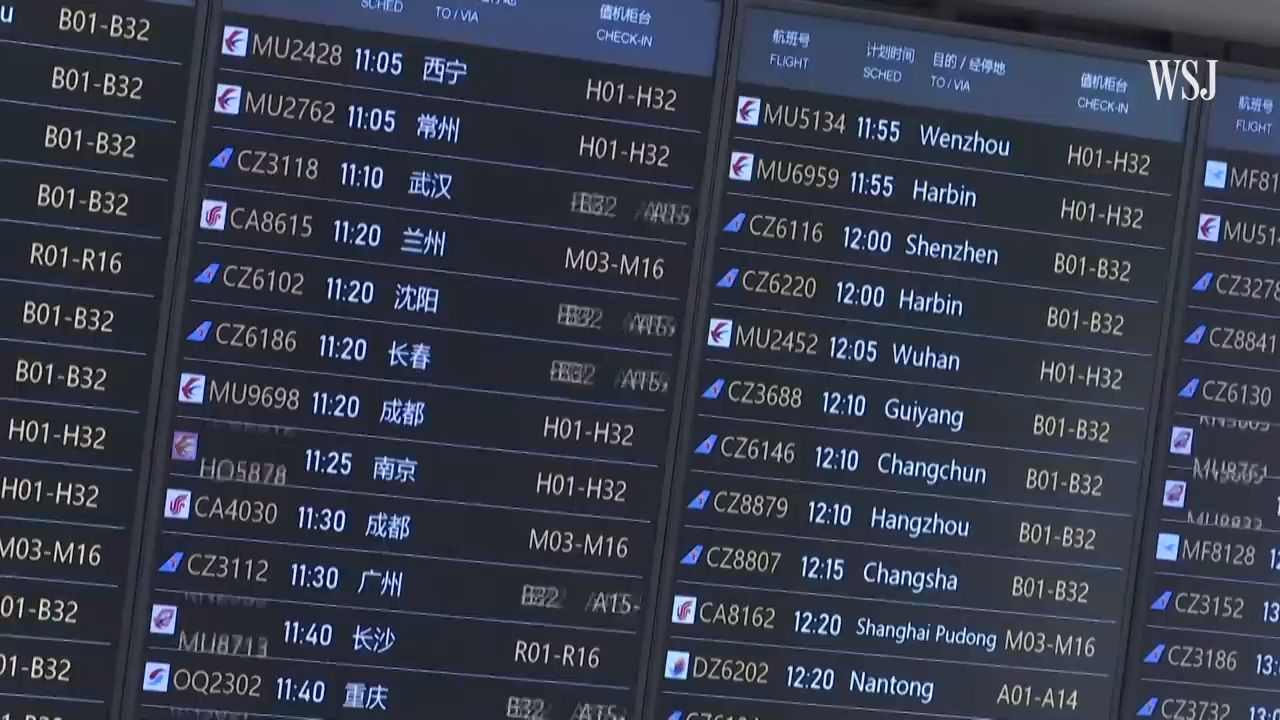 B01-B32
B01-B32
B01-B32
B01-B32
R01-R16
B01-B32
B01-B32
H01-H32
H01-H32
M03-M16
01-B32
01-B32
SCHED TO / VIA 值机柜台
CHECK-IN
MU2428 11:05 西宁 H01-H32
MU2762 11:05 常州 H01-H32
CZ3118 11:10 武汉
CA8615 11:20 兰州 M03-M16
CZ6102 11:20 沈阳
CZ6186 11:20 长春
MU9698 11:20 成都 H01-H32
HO5878 11:25 南京 H01-H32
CA4030 11:30 成都 M03-M16
CZ3112 11:30 广州
MU8713 11:40 长沙 R01-R16
OQ2302 11:40 重庆
航班号 计划时间 目的 / 经停地 值机柜台
FLIGHT SCHED TO / VIA CHECK-IN
MU5134 11:55 Wenzhou H01-H32
MU6959 11:55 Harbin H01-H32
CZ6116 12:00 Shenzhen B01-B32
CZ6220 12:00 Harbin B01-B32
MU2452 12:05 Wuhan H01-H32
CZ3688 12:10 Guiyang B01-B32
CZ6146 12:10 Changchun B01-B32
CZ8879 12:10 Hangzhou B01-B32
CZ8807 12:15 Changsha B01-B32
CA8162 12:20 Shanghai Pudong M03-M16
DZ6202 12:20 Nantong A01-A14
WSJ
航班号
FLIGHT
MF81
MU51
CZ3278
CZ8841
CZ6130
MF8128
CZ3152
CZ3186
CZ3732